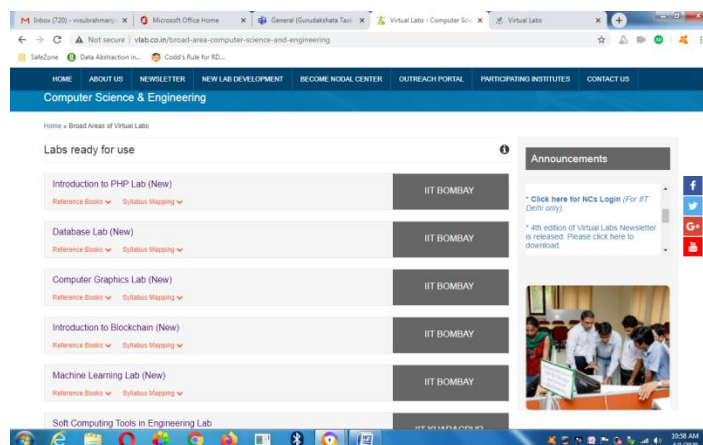 Inbox (720) - vvsubrahmany
Microsoft Office Home
General (Gurudakshata Task
Virtual Labs - Computer Scie
Virtual Labs
Not secure | vlab.co.in/broad-area-computer-science-and-engineering
SafeZone
Data Abstraction in...
Codd's Rule for RD...
HOME
ABOUT US
NEWSLETTER
NEW LAB DEVELOPMENT
BECOME NODAL CENTER
OUTREACH PORTAL
PARTICIPATING INSTITUTES
CONTACT US
Computer Science & Engineering
Home » Broad Areas of Virtual Labs
Labs ready for use
Introduction to PHP Lab (New)
Reference Books Syllabus Mapping
IIT BOMBAY
Database Lab (New)
Reference Books Syllabus Mapping
IIT BOMBAY
Computer Graphics Lab (New)
Reference Books Syllabus Mapping
IIT BOMBAY
Introduction to Blockchain (New)
Reference Books Syllabus Mapping
IIT BOMBAY
Machine Learning Lab (New)
Reference Books Syllabus Mapping
IIT BOMBAY
Soft Computing Tools in Engineering Lab
IIT KHARAGPUR
Announcements
* Click here for NCs Login (For IIT
Delhi only).
* 4th edition of Virtual Labs Newsletter
is released. Please click here to
download.
10:58 AM